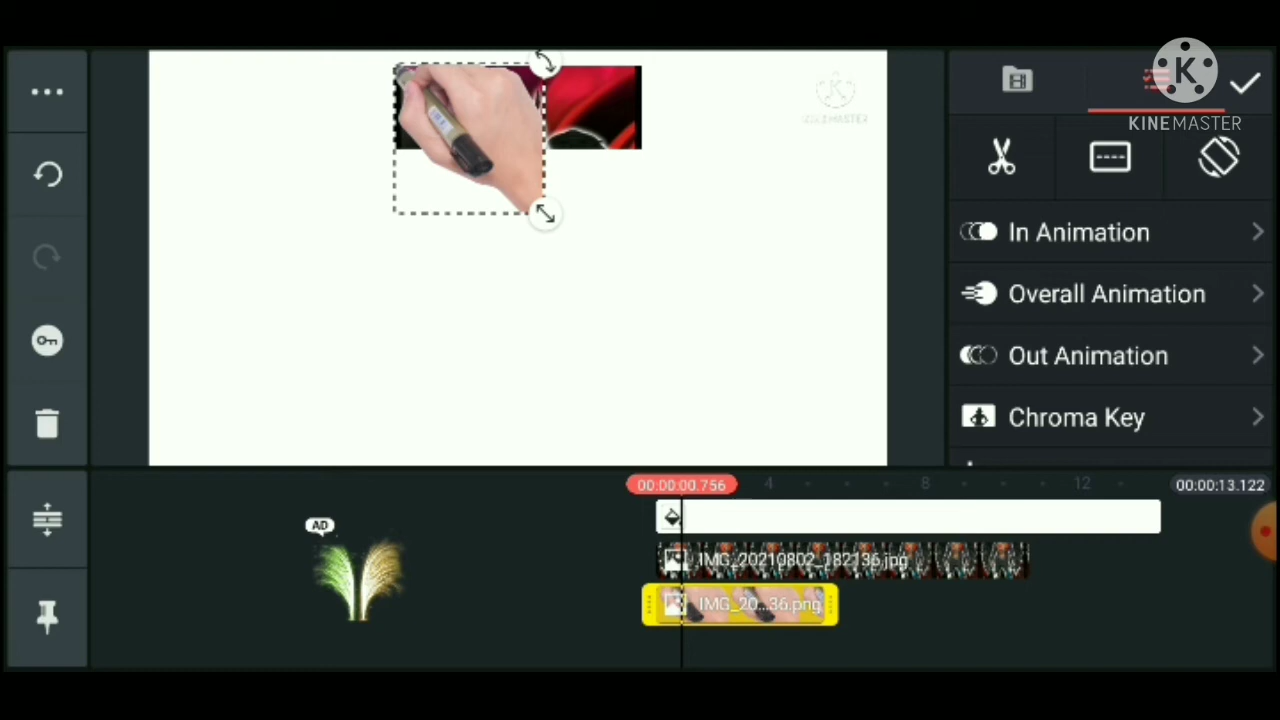 K
KINEMASTER
KINEMASTER
In Animation
Overall Animation
Out Animation
Chroma Key
00:00:00.756
4
8
12
00:00:13.122
AD
IMG_20210802_182136.jpg
IMG_20...36.png